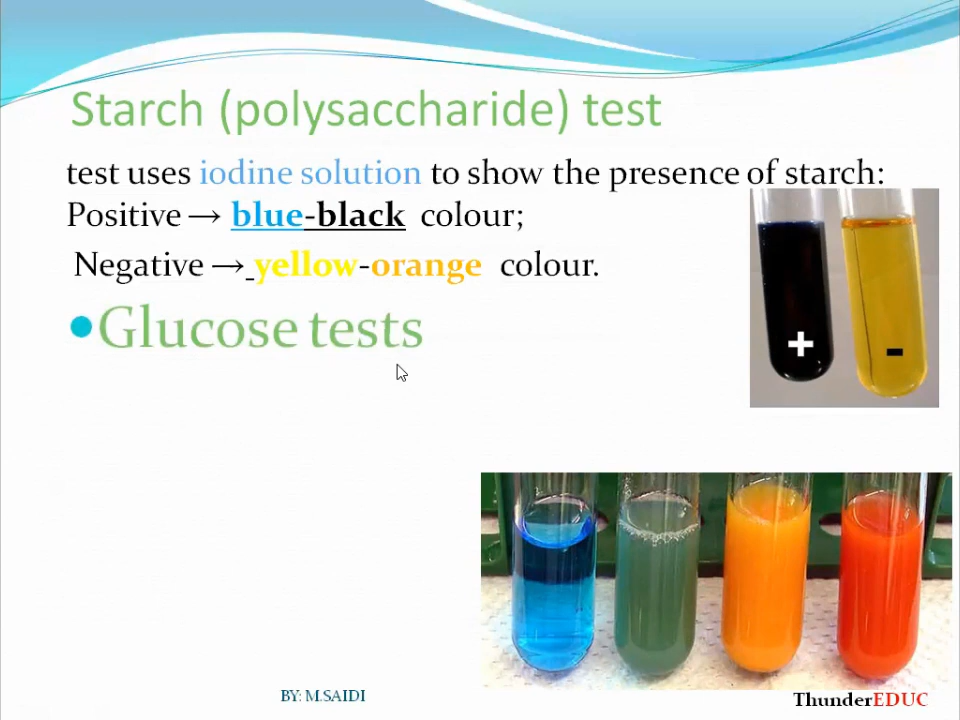 Starch (polysaccharide) test
test uses iodine solution to show the presence of starch:
Positive → blue-black colour;
Negative → yellow-orange colour.
•Glucose tests
+ -
BY: M.SAIDI
ThunderEDUC